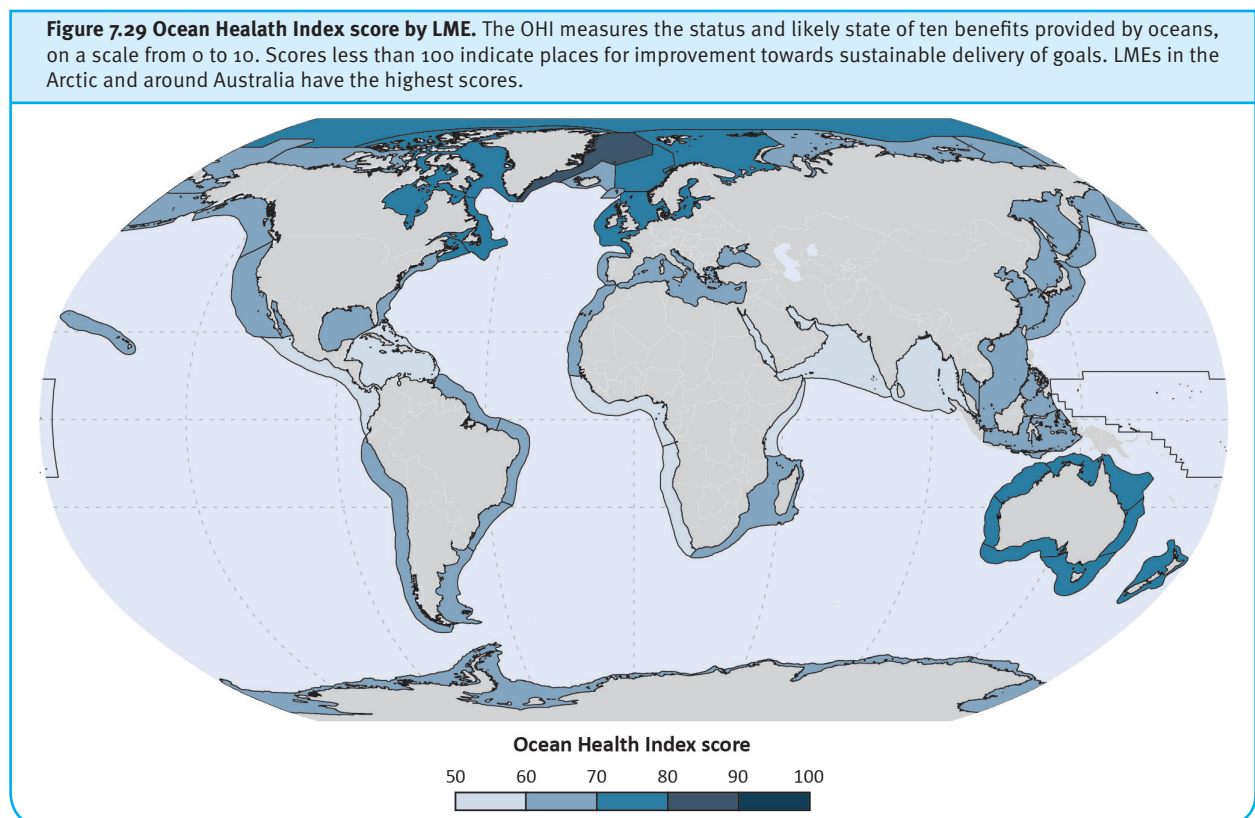 Figure 7.29 Ocean Healath Index score by LME. The OHI measures the status and likely state of ten benefits provided by oceans,
on a scale from 0 to 10. Scores less than 100 indicate places for improvement towards sustainable delivery of goals. LMEs in the
Arctic and around Australia have the highest scores.
Ocean Health Index score
50 60 70 80 90 100